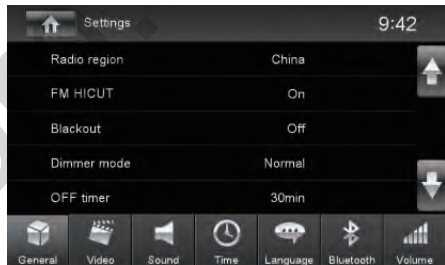 Settings 9:42
Radio region China
FM HICUT On
Blackout Off
Dimmer mode Normal
OFF timer 30min
General Video Sound Time Language Bluetooth Volume